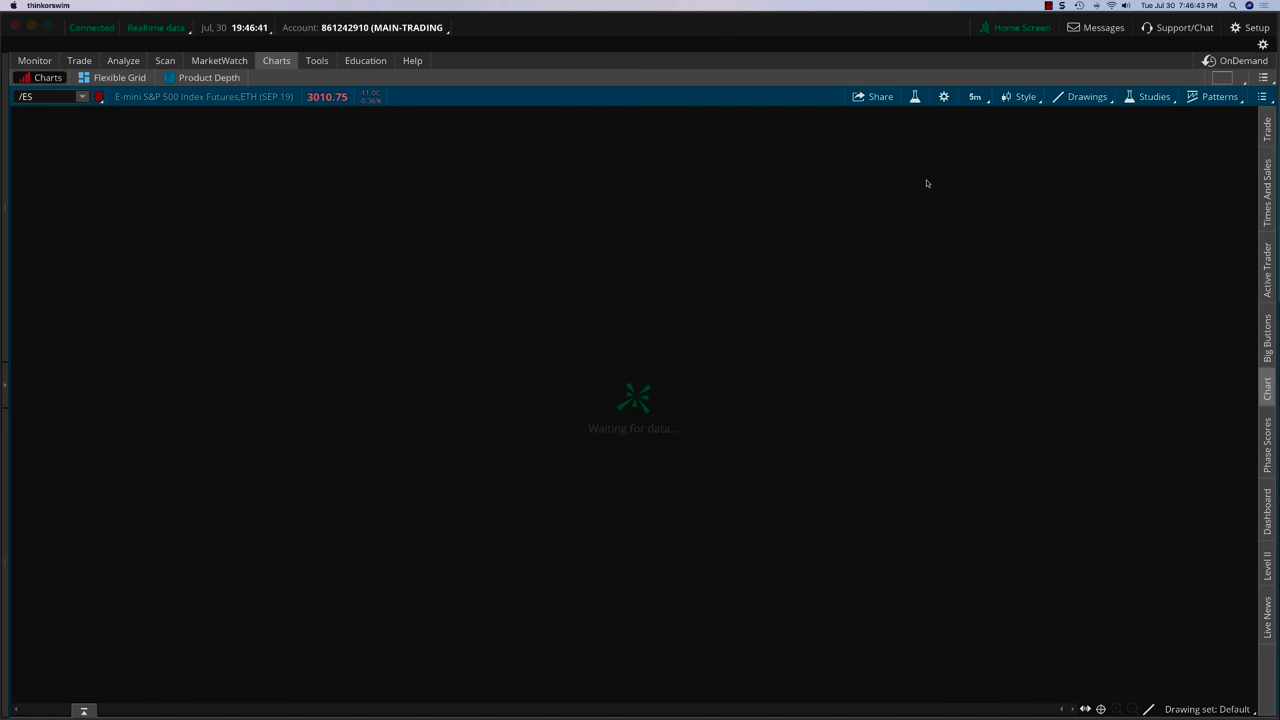 thinkorswim
Tue Jul 30 7:46:43 PM
Connected Realtime data Jul, 30 19:46:41 Account: 861242910 (MAIN-TRADING Home Screen Messages Support/Chat Setup
Monitor Trade Analyze Scan MarketWatch Charts Tools Education Help OnDemand
Charts Flexible Grid Product Depth
/ES E-mini S&P 500 Index Futures,ETH (SEP 19) 3010.75 -11.00 -0.36% Share 5m Style Drawings Studies Patterns
Waiting for data...
Trade
Times And Sales
Active Trader
Big Buttons
Chart
Phase Scores
Dashboard
Level II
Live News
Drawing set: Default